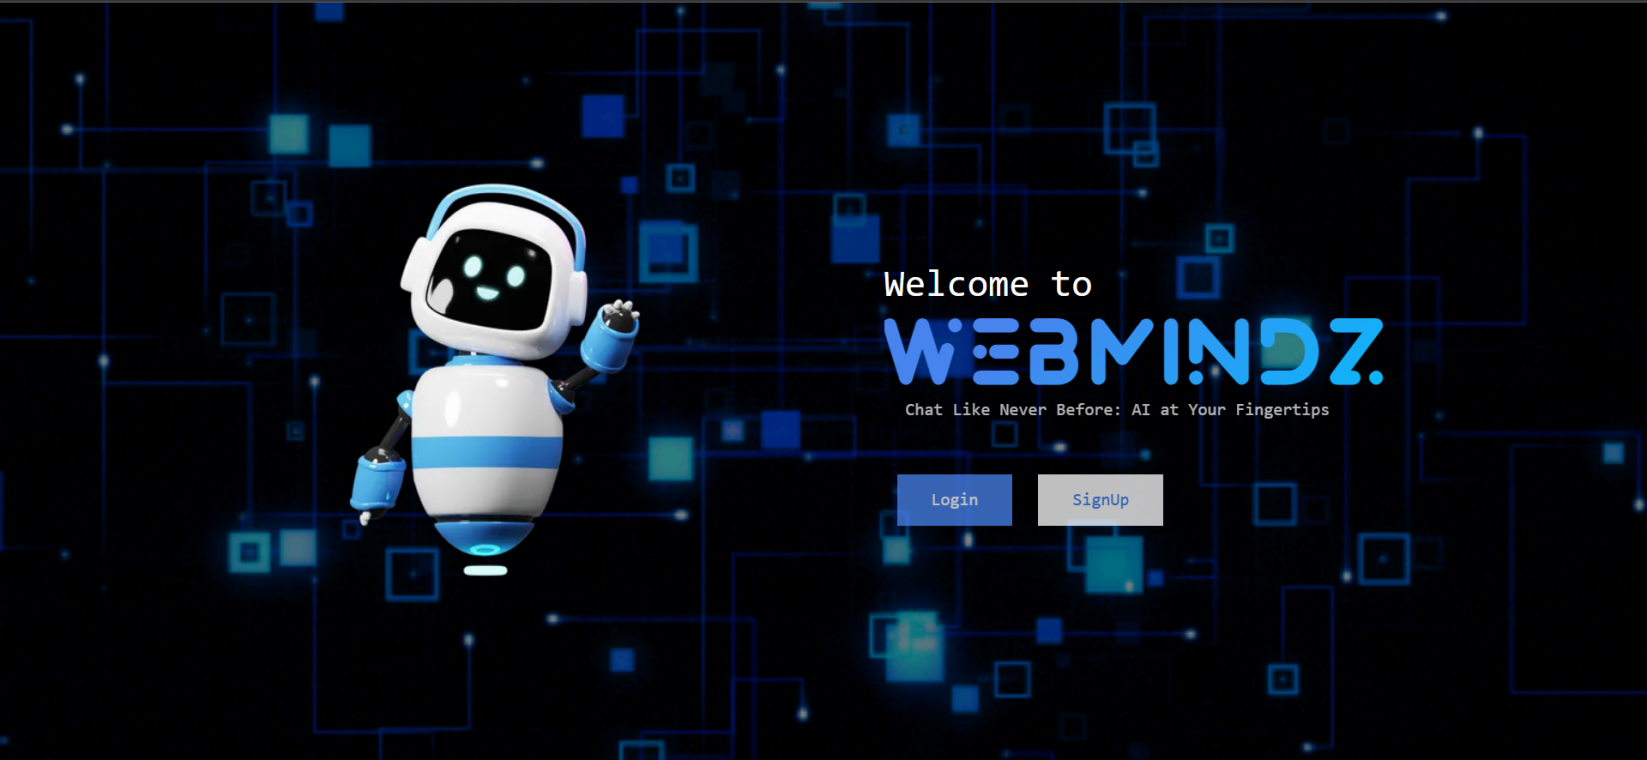 Welcome to
WEBMINDZ
Chat Like Never Before: AI at Your Fingertips
Login
SignUp